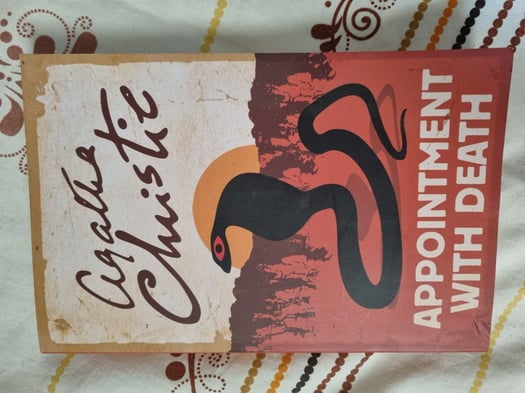 Agatha
Christie
APPOINTMENT
WITH DEATH